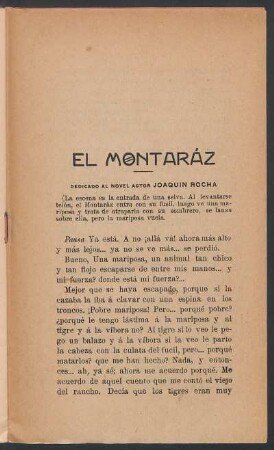 EL MONTARÁZ
DEDICADO AL NOVEL ACTOR JOAQUIN ROCHA
(La escena es la entrada de una selva. Al levantarse
telón, el Montaráz entra con su fusil, luego ve una ma-
riposa y trata de atraparla con su sombrero, se lanza
sobre ella, pero la mariposa vuela.
Pausa Ya está. A no ¡allá va! ahora más alto
y más lejos... ya no se ve más... se perdió.
Bueno, Una mariposa, un animal tan chico
y tan flojo escaparse de entre mis manos... y
mi-fuerza? donde está mi fuerza?...
Mejor que se haya escapado, porque si la
cazaba la iba á clavar con una espina en los
troncos. ¡Pobre mariposa! Pero... porqué pobre?
¿porqué le tengo lástima á la mariposa y al
tigre y á la víbora no? Al tigre si lo veo le pego
un balazo y á la víbora si la veo le parto
la cabeza con la culata del fucil, pero... porqué
matarlos? que me han hecho? Nada, y enton-
ces... ah, ya sé; ahora me acuerdo porqué. Me
acuerdo de aquel cuento que me contó el viejo
del rancho. Decía que los tigres eran muy